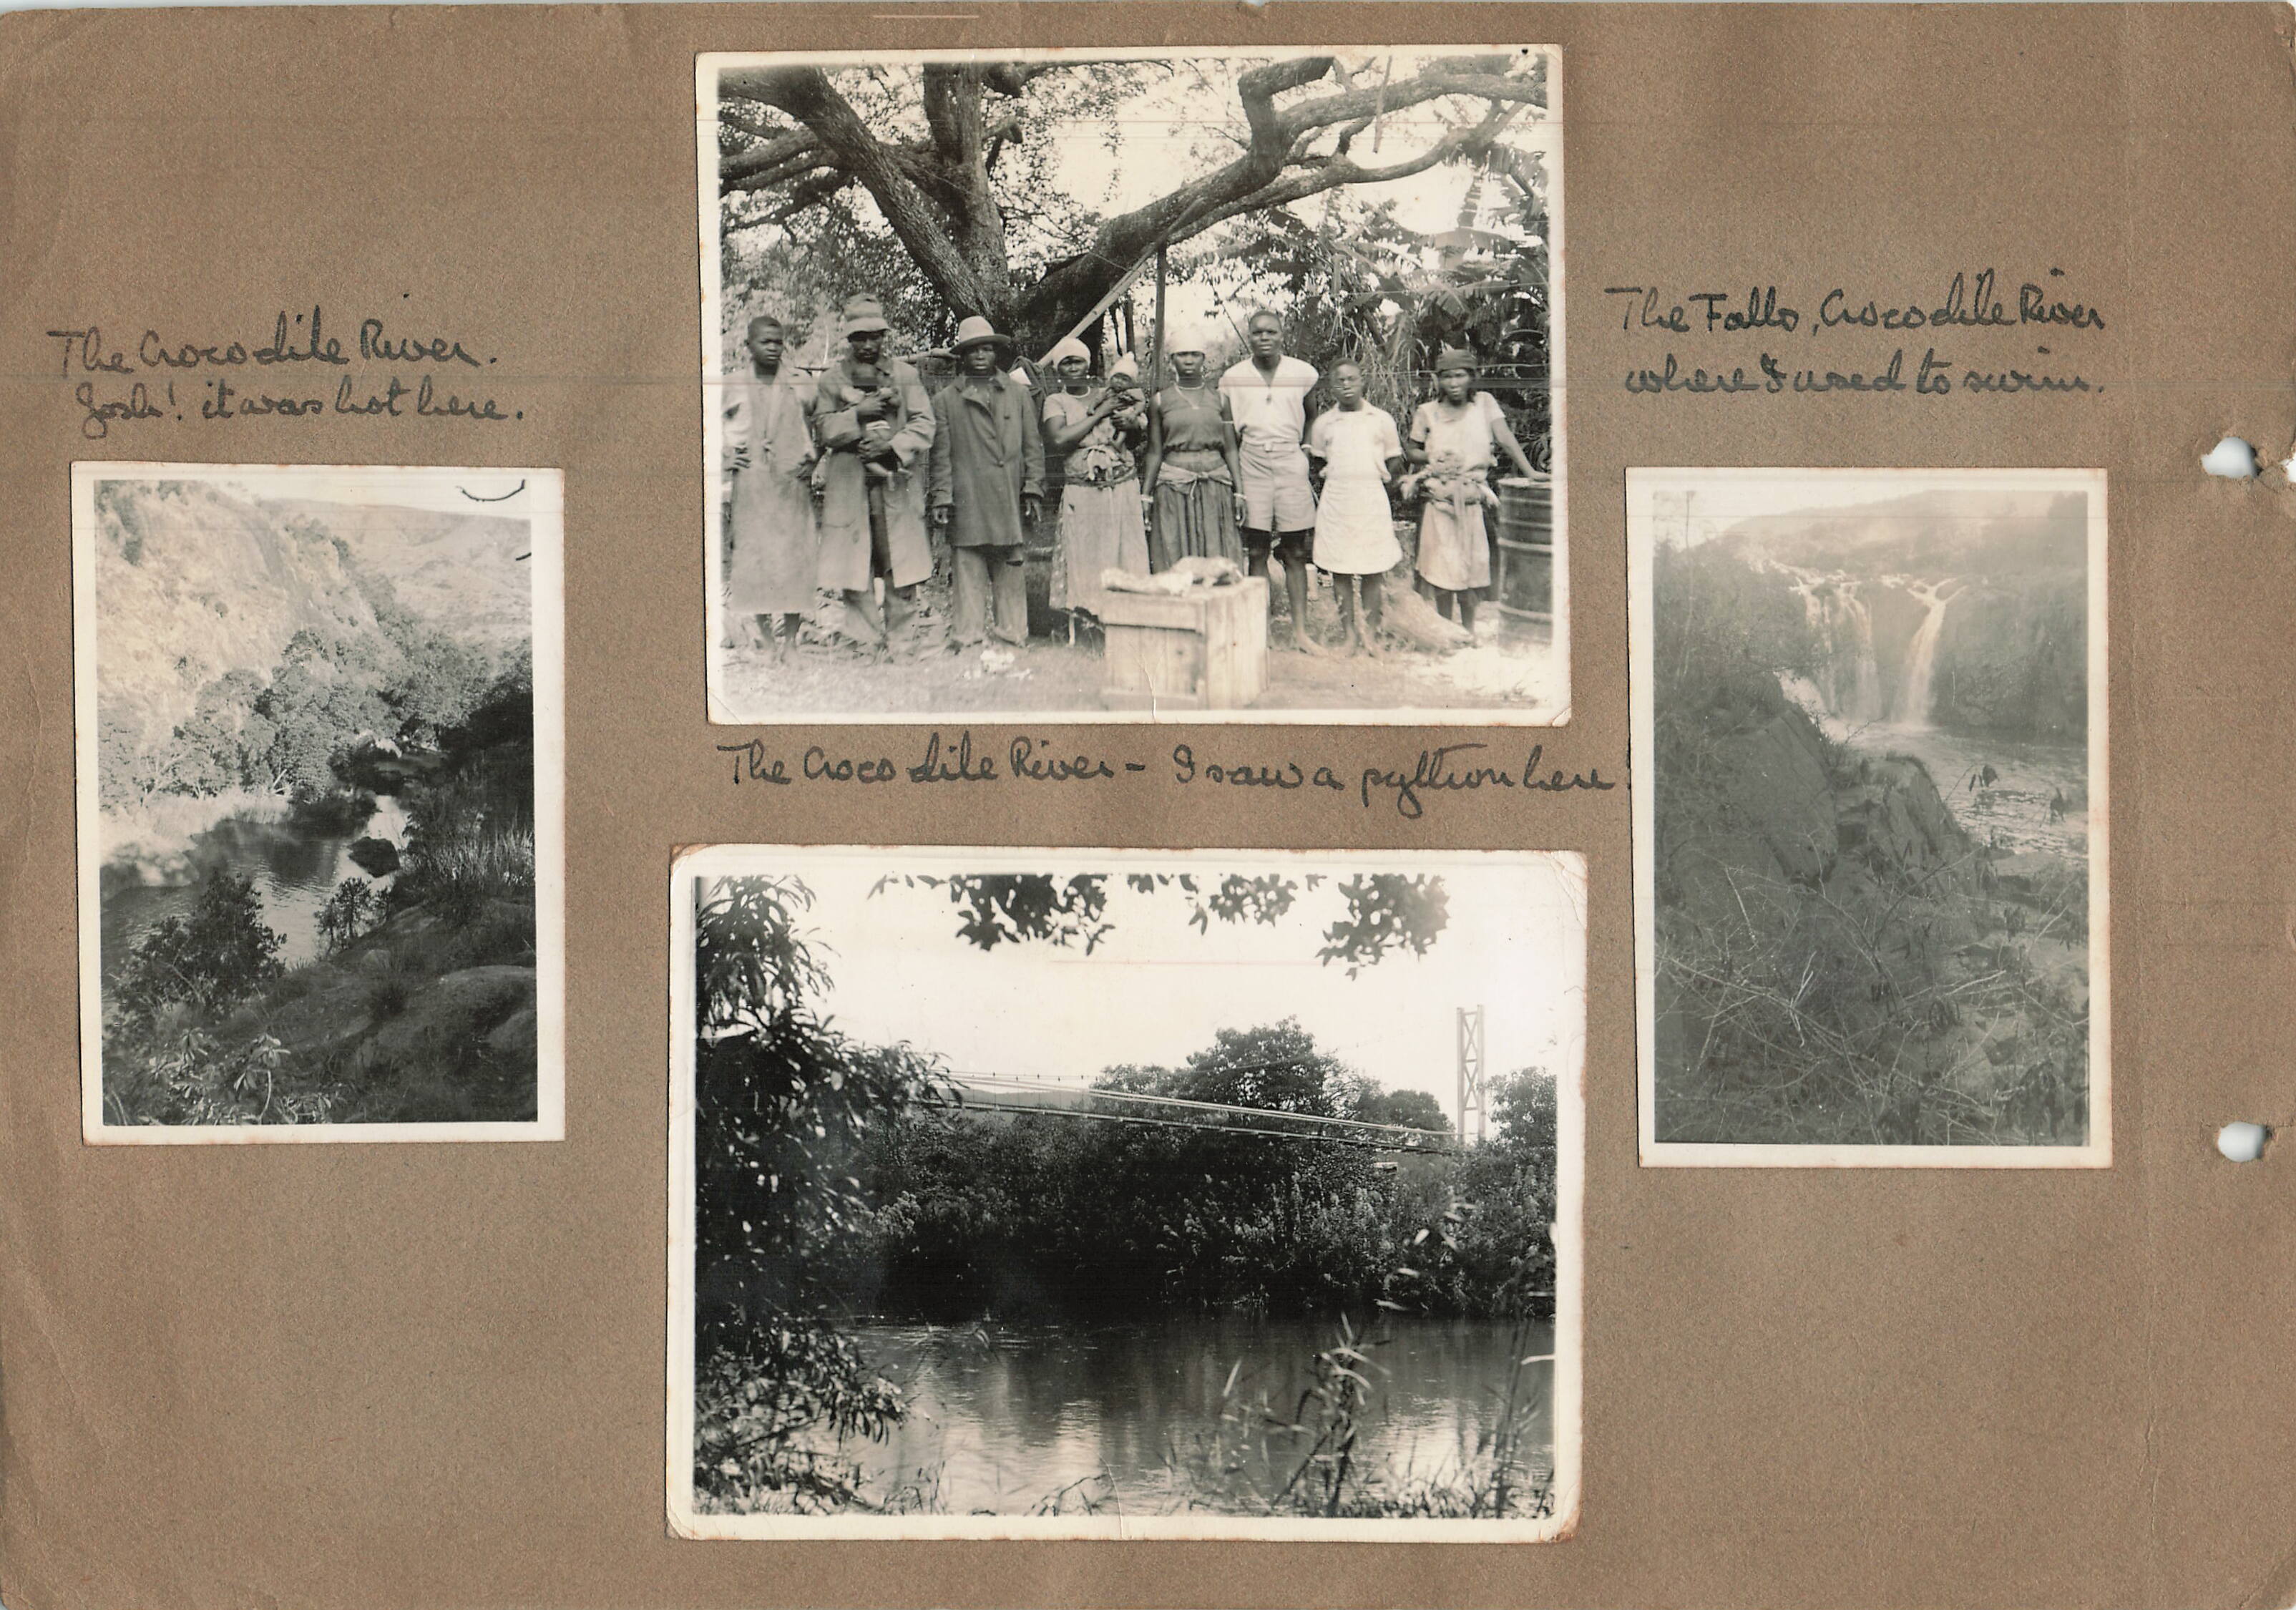 The Crocodile River.
Gosh! it was hot here.
The Crocodile River - I saw a python here
The Falls, Crocodile River
where I used to swim.